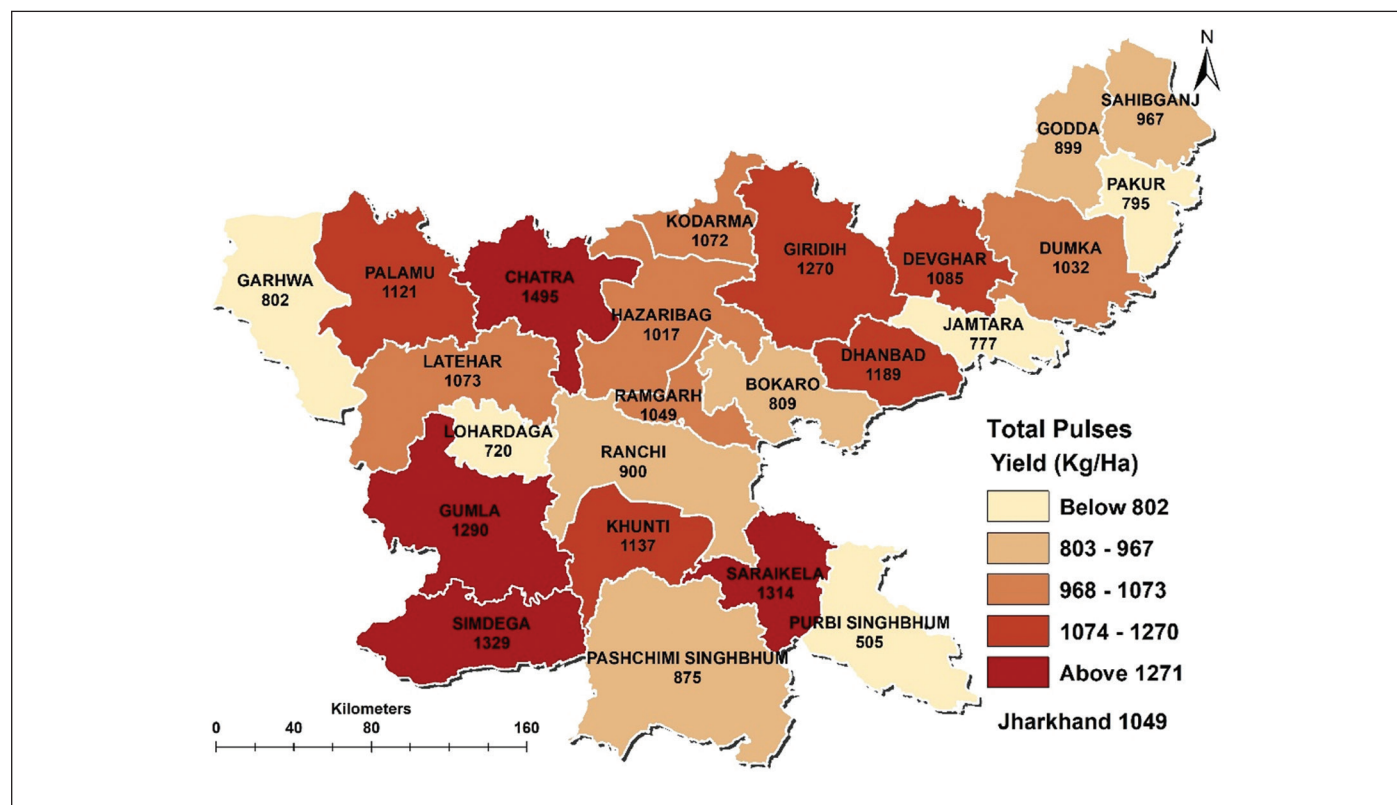 N
SAHIBGANJ
967
GODDA
899
PAKUR
795
KODARMA
1072
GIRIDIH
1270
DEVGHAR
1085
DUMKA
1032
GARHWA
802
PALAMU
1121
CHATRA
1495
HAZARIBAG
1017
JAMTARA
777
LATEHAR
1073
DHANBAD
1189
BOKARO
809
RAMGARH
1049
LOHARDAGA
720
RANCHI
900
GUMLA
1290
KHUNTI
1137
SARAIKELA
1314
SIMDEGA
1329
PURBI SINGHBHUM
505
PASHCHIMI SINGHBHUM
875
Total Pulses
Yield (Kg/Ha)
Below 802
803 - 967
968 - 1073
1074 - 1270
Above 1271
Jharkhand 1049
Kilometers
0 40 80 160